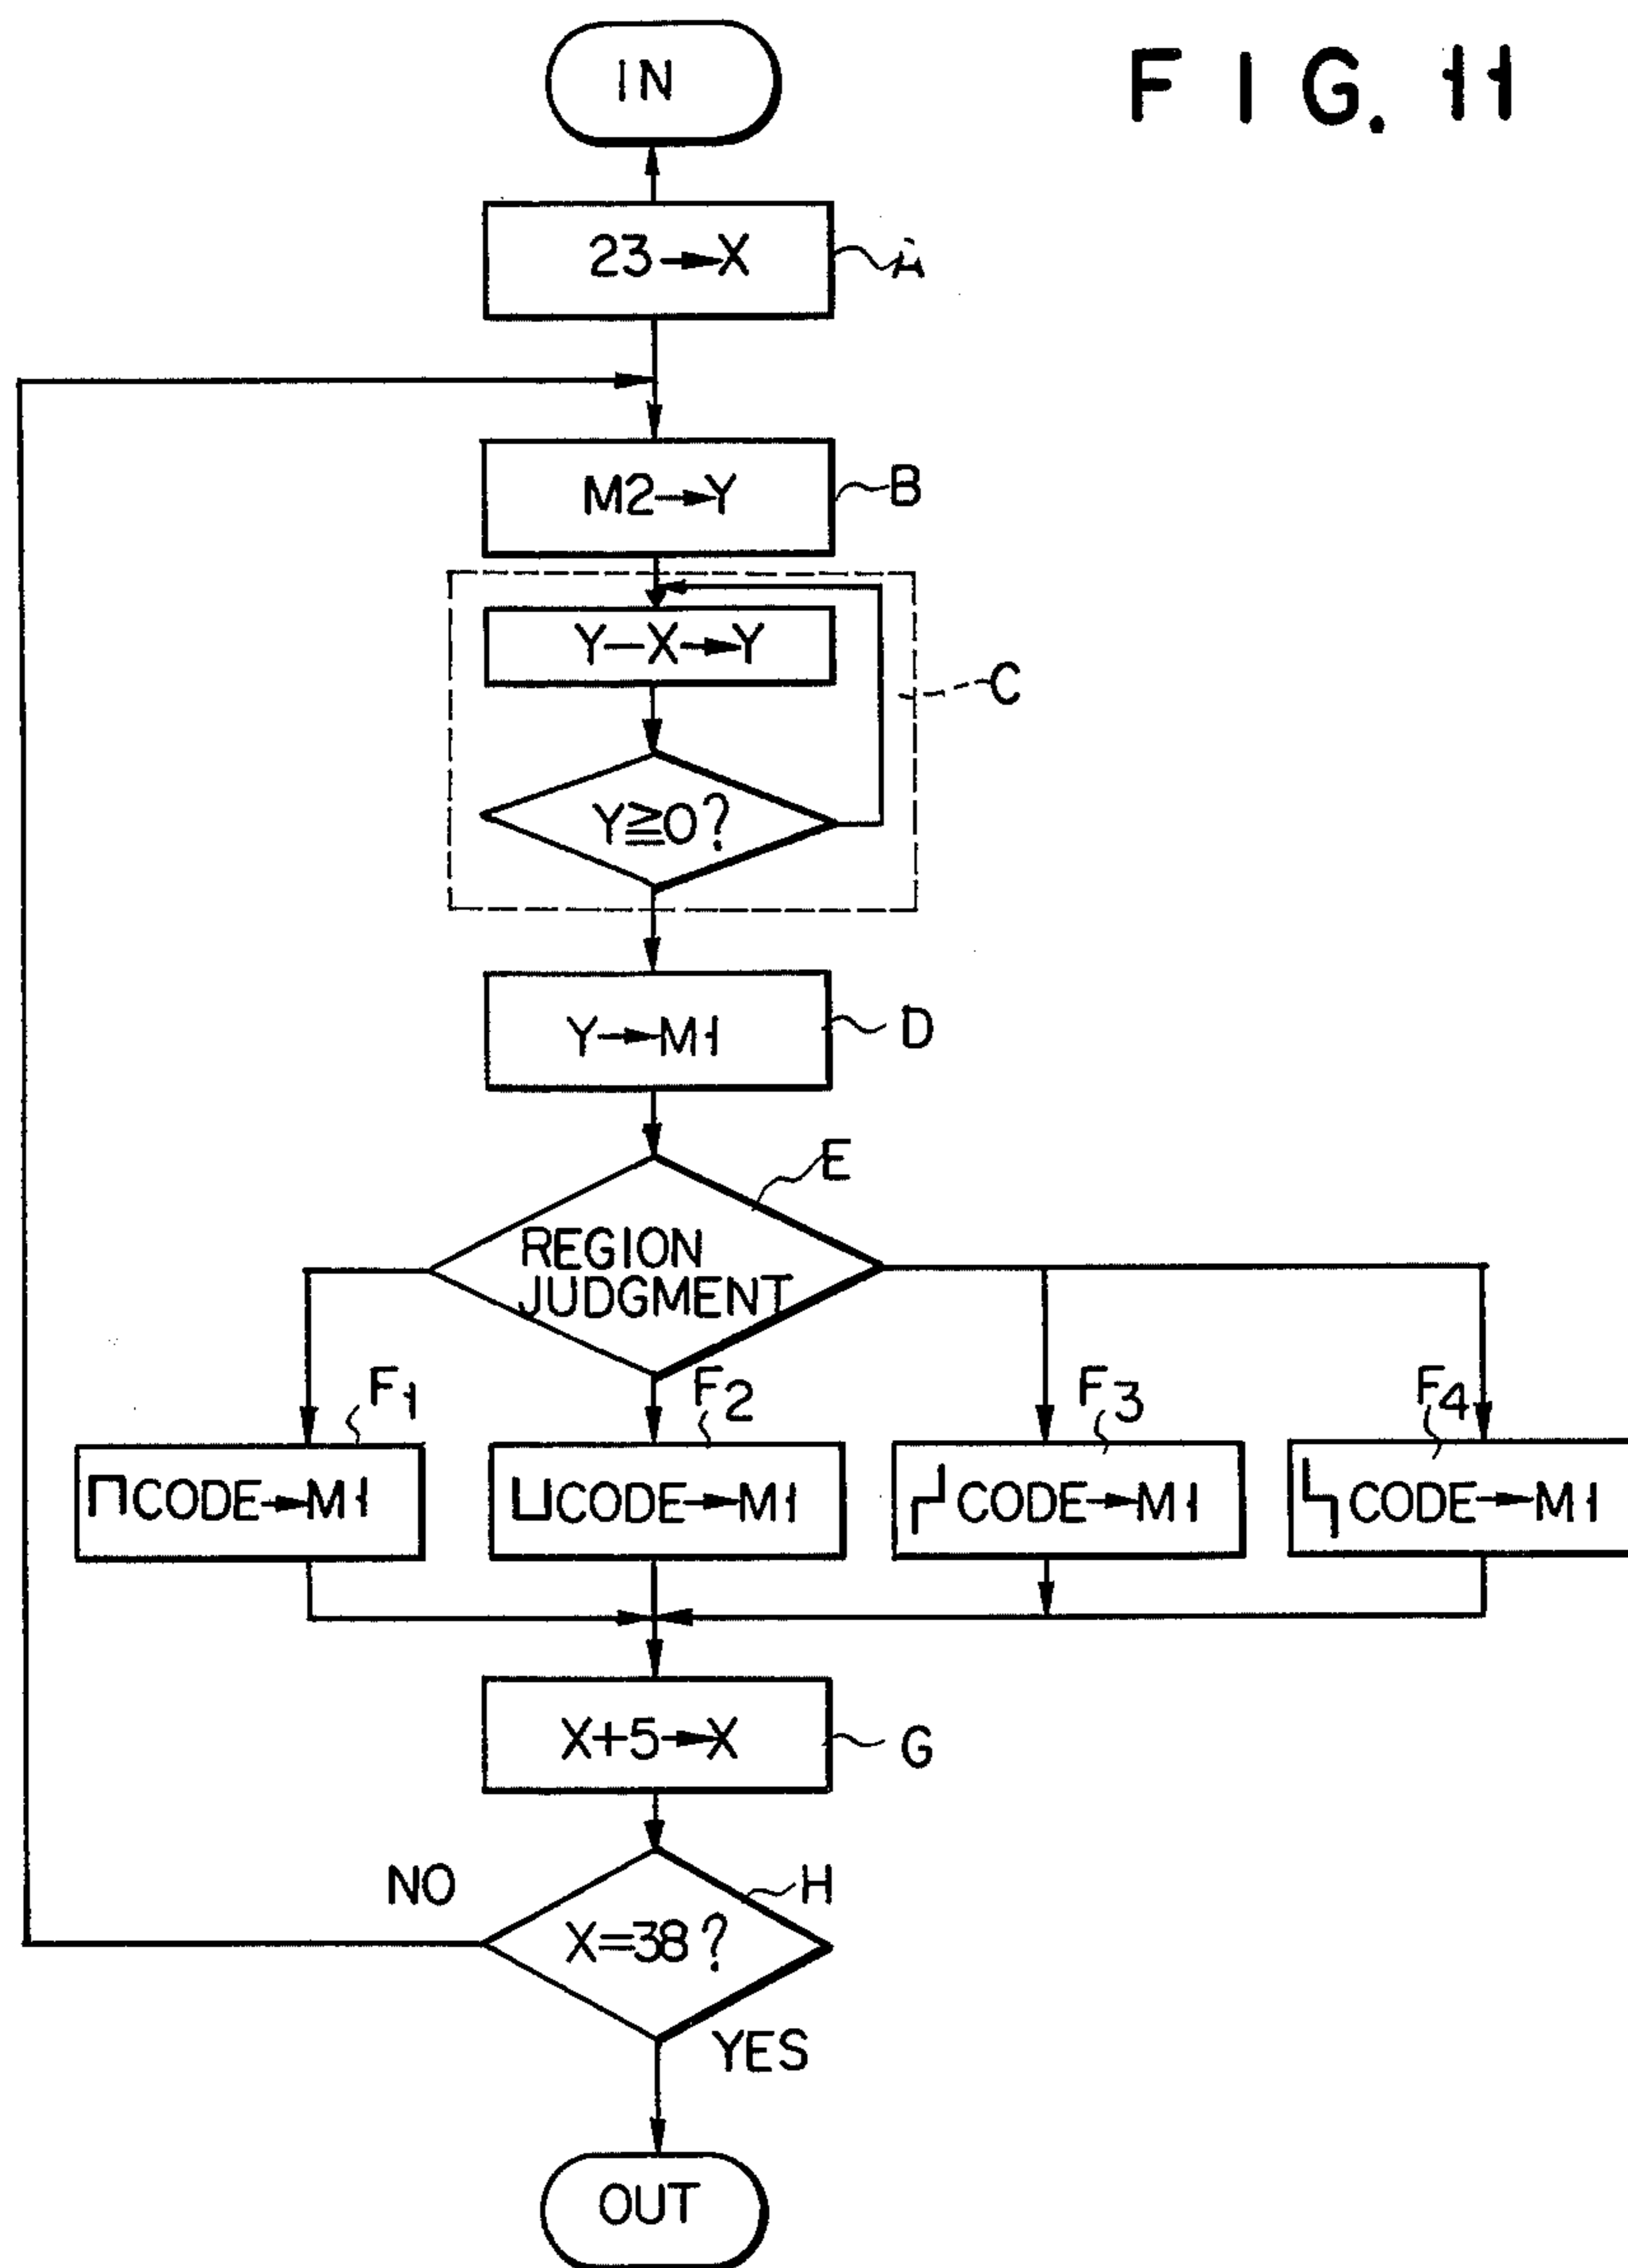 FIG. 11
IN
23→X
A
M2→Y
B
Y−X→Y
C
Y≧0?
Y→M1
D
E
REGION
JUDGMENT
F1
F2
F3
F4
⊓CODE→M1
⊔CODE→M1
CODE→M1
CODE→M1
X+5→X
G
NO
H
X=38?
YES
OUT